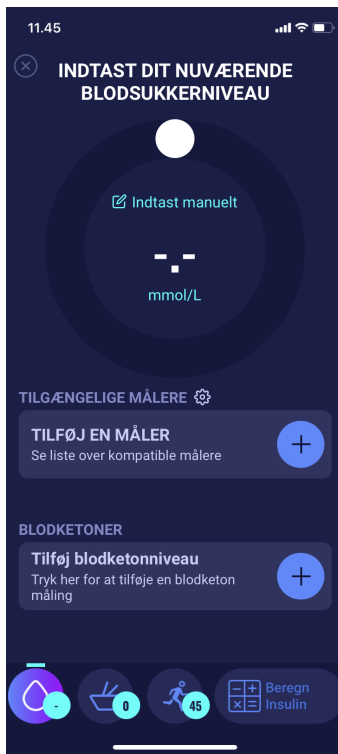 11.45
INDTAST DIT NUVÆRENDE
BLODSUKKERNIVEAU
Indtast manuelt
-.-
mmol/L
TILGÆNGELIGE MÅLERE
TILFØJ EN MÅLER
Se liste over kompatible målere
BLODKETONER
Tilføj blodketonniveau
Tryk her for at tilføje en blodketon
måling
- 0 45 Beregn
Insulin